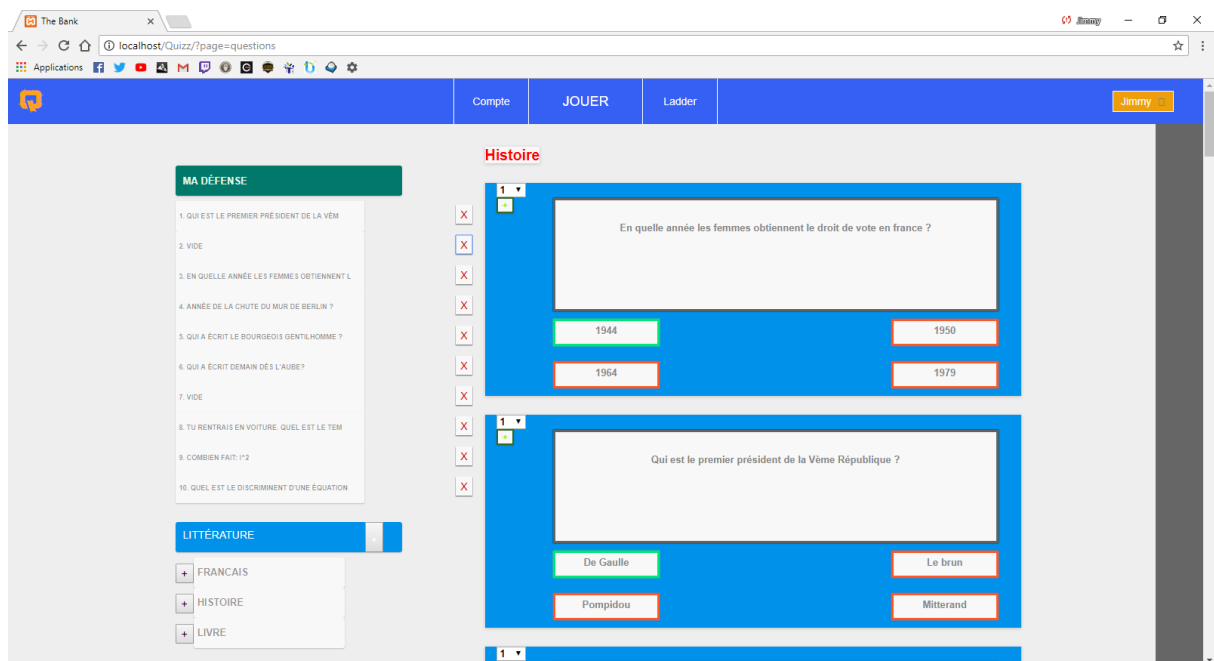 The Bank
Jimmy
localhost/Quizz/?page=questions
Applications
Compte
JOUER
Ladder
Jimmy
MA DÉFENSE
1. QUI EST LE PREMIER PRÉSIDENT DE LA VÈM
X
2. VIDE
X
3. EN QUELLE ANNÉE LES FEMMES OBTIENNENT L
X
4. ANNÉE DE LA CHUTE DU MUR DE BERLIN ?
X
5. QUI A ÉCRIT LE BOURGEOIS GENTILHOMME ?
X
6. QUI A ÉCRIT DEMAIN DÈS L'AUBE?
X
7. VIDE
X
8. TU RENTRAIS EN VOITURE. QUEL EST LE TEM
X
9. COMBIEN FAIT: I^2
X
10. QUEL EST LE DISCRIMINENT D'UNE ÉQUATION
X
LITTÉRATURE
+ FRANCAIS
+ HISTOIRE
+ LIVRE
Histoire
1
+
En quelle année les femmes obtiennent le droit de vote en france ?
1944
1950
1964
1979
1
+
Qui est le premier président de la Vème République ?
De Gaulle
Le brun
Pompidou
Mitterand
1